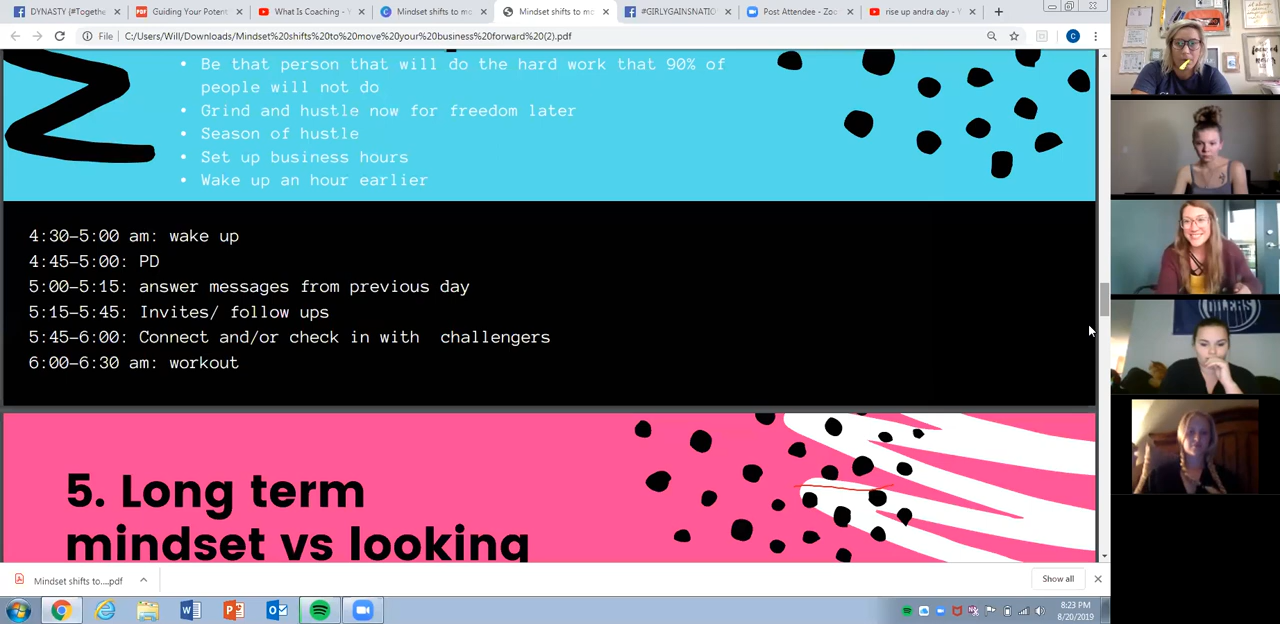 DYNASTY (#Togethe
Guiding Your Potent
What Is Coaching - Y
Mindset shifts to mo
Mindset shifts to mo
#GIRLYGAINSNATIO
Post Attendee - Zoo
rise up andra day - Y
File
C:/Users/Will/Downloads/Mindset%20shifts%20to%20move%20your%20business%20forward%20(2).pdf
• Be that person that will do the hard work that 90% of
people will not do
• Grind and hustle now for freedom later
• Season of hustle
• Set up business hours
• Wake up an hour earlier
4:30-5:00 am: wake up
4:45-5:00: PD
5:00-5:15: answer messages from previous day
5:15-5:45: Invites/ follow ups
5:45-6:00: Connect and/or check in with challengers
6:00-6:30 am: workout
5. Long term
mindset vs looking
OILERS
Mindset shifts to....pdf
Show all
8:23 PM
8/20/2019